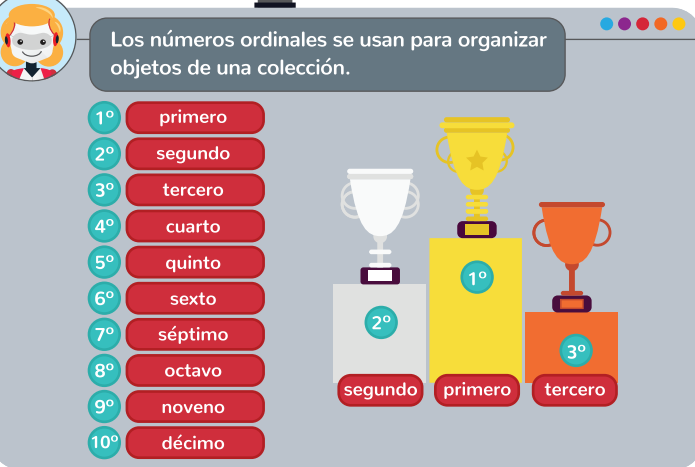 Los números ordinales se usan para organizar
objetos de una colección.
1º primero
2º segundo
3º tercero
4º cuarto
5º quinto
6º sexto
7º séptimo
8º octavo
9º noveno
10º décimo
1º
2º
3º
segundo primero tercero